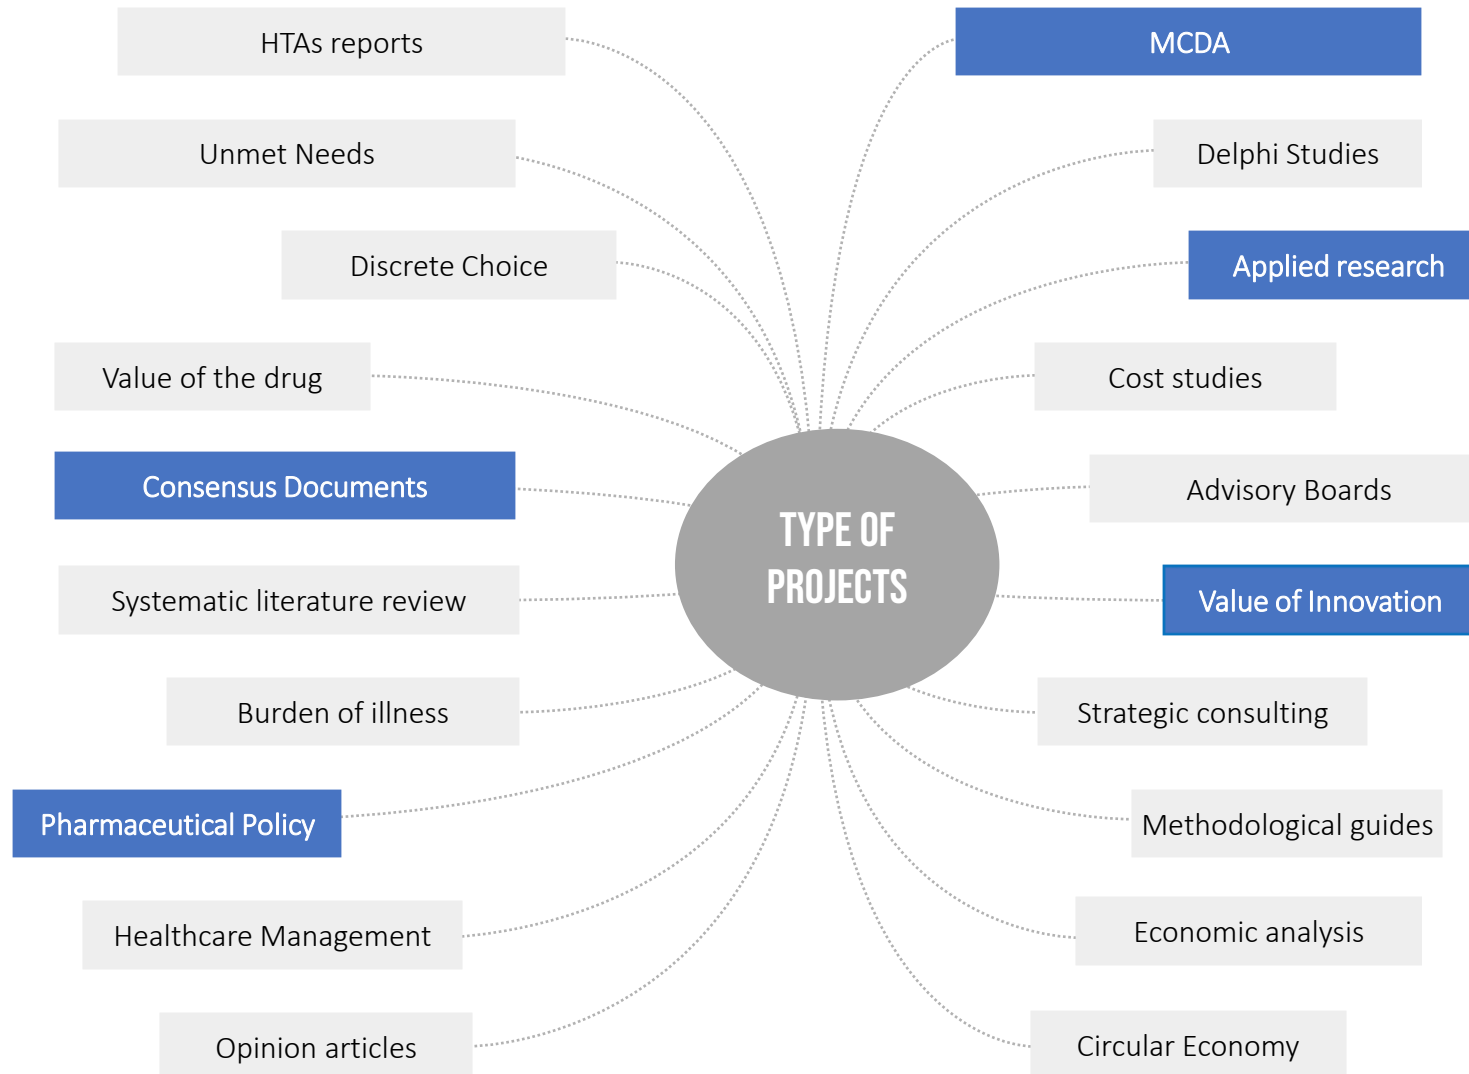 HTAs reports
Unmet Needs
Discrete Choice
Value of the drug
Consensus Documents
Systematic literature review
Burden of illness
Pharmaceutical Policy
Healthcare Management
Opinion articles
TYPE OF
PROJECTS
MCDA
Delphi Studies
Applied research
Cost studies
Advisory Boards
Value of Innovation
Strategic consulting
Methodological guides
Economic analysis
Circular Economy